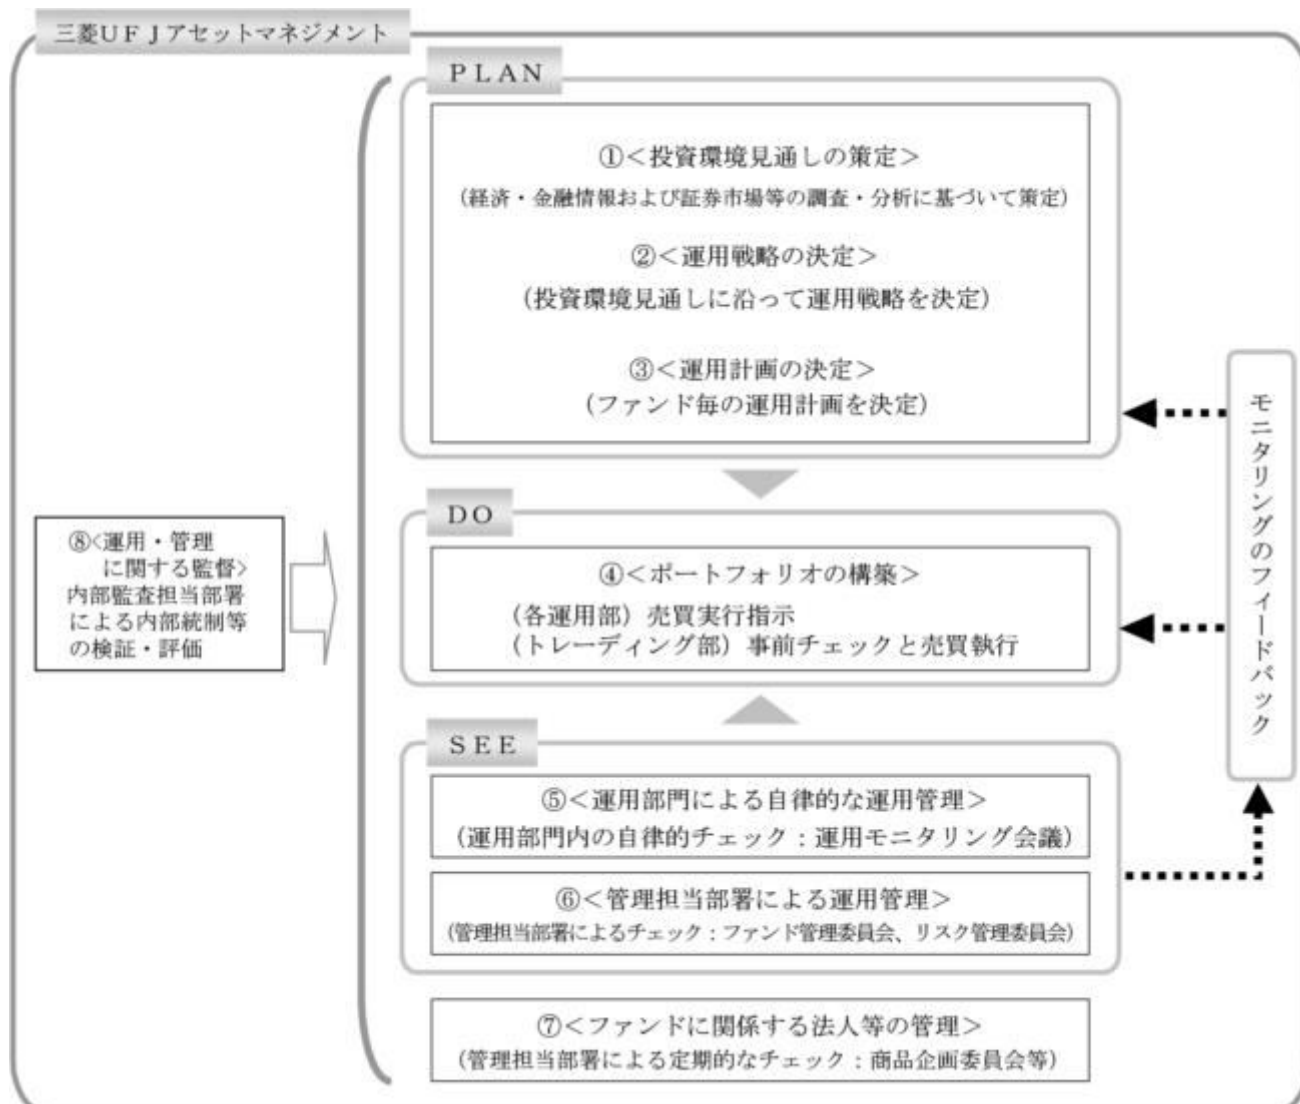 三菱UFJアセットマネジメント
PLAN
①<投資環境見通しの策定>
(経済・金融情報および証券市場等の調査・分析に基づいて策定)
②<運用戦略の決定>
(投資環境見通しに沿って運用戦略を決定)
③<運用計画の決定>
(ファンド毎の運用計画を決定)
DO
④<ポートフォリオの構築>
(各運用部)売買実行指示
(トレーディング部)事前チェックと売買執行
SEE
⑤<運用部門による自律的な運用管理>
(運用部門内の自律的チェック:運用モニタリング会議)
⑥<管理担当部署による運用管理>
(管理担当部署によるチェック:ファンド管理委員会、リスク管理委員会)
⑦<ファンドに関係する法人等の管理>
(管理担当部署による定期的なチェック:商品企画委員会等)
⑧<運用・管理
に関する監督>
内部監査担当部署
による内部統制等
の検証・評価
モニタリングのフィードバック